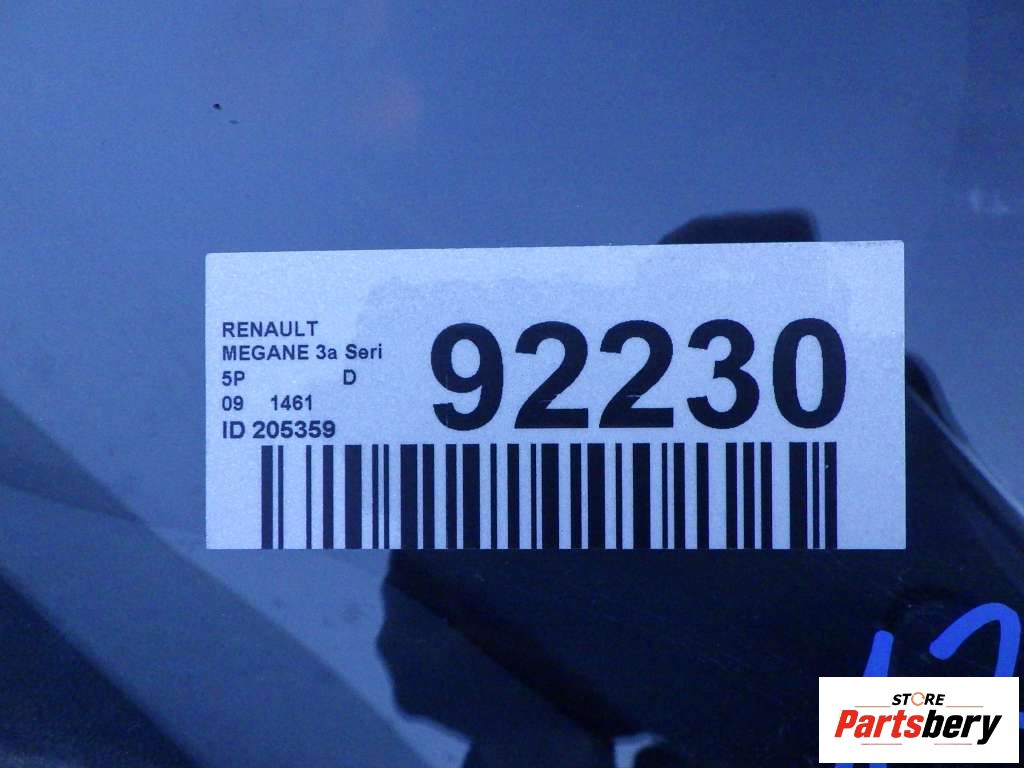 RENAULT
MEGANE 3a Seri
5P D
09 1461
ID 205359
92230
STORE
Partsbery